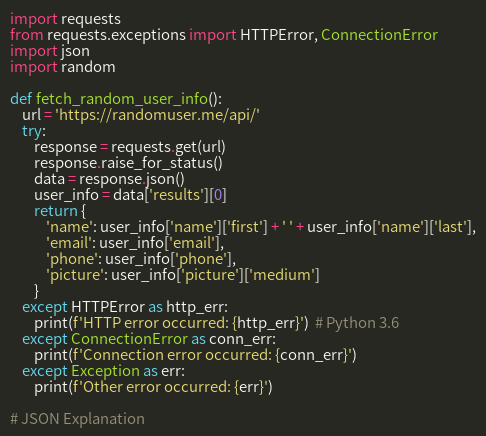 import requests
from requests.exceptions import HTTPError, ConnectionError
import json
import random

def fetch_random_user_info():
    url = 'https://randomuser.me/api/'
    try:
        response = requests.get(url)
        response.raise_for_status()
        data = response.json()
        user_info = data['results'][0]
        return {
            'name': user_info['name']['first'] + ' ' + user_info['name']['last'],
            'email': user_info['email'],
            'phone': user_info['phone'],
            'picture': user_info['picture']['medium']
        }
    except HTTPError as http_err:
        print(f'HTTP error occurred: {http_err}')  # Python 3.6
    except ConnectionError as conn_err:
        print(f'Connection error occurred: {conn_err}')
    except Exception as err:
        print(f'Other error occurred: {err}')

# JSON Explanation